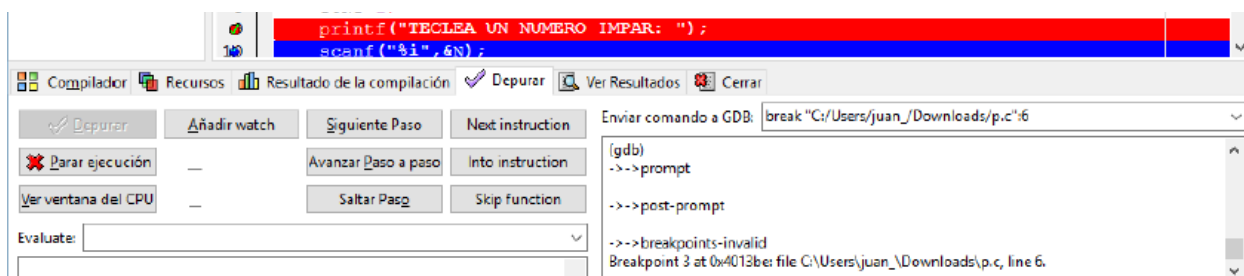 printf("TECLEA UN NUMERO IMPAR: ");
10 scanf("%i",&N);
Compilador Recursos Resultado de la compilación Depurar Ver Resultados Cerrar
Depurar Añadir watch Siguiente Paso Next instruction
Enviar comando a GDB: break "C:/Users/juan_/Downloads/p.c":6
Parar ejecución Avanzar Paso a paso Into instruction
Ver ventana del CPU Saltar Paso Skip function
Evaluate:
(gdb)
->->prompt
->->post-prompt
->->breakpoints-invalid
Breakpoint 3 at 0x4013be: file C:\Users\juan_\Downloads\p.c, line 6.